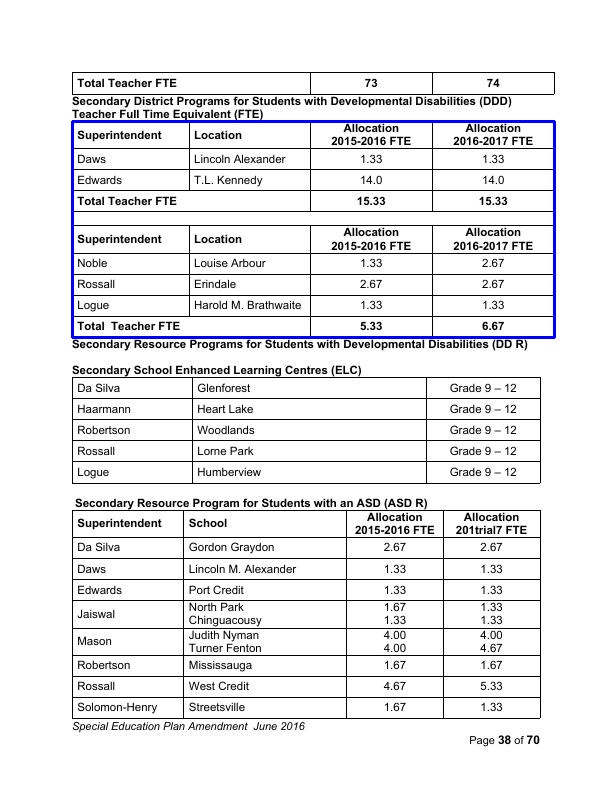 Total Teacher FTE 73 74
Secondary District Programs for Students with Developmental Disabilities (DDD)
Teacher Full Time Equivalent (FTE)
Superintendent Location Allocation 2015-2016 FTE Allocation 2016-2017 FTE
Daws Lincoln Alexander 1.33 1.33
Edwards T.L. Kennedy 14.0 14.0
Total Teacher FTE 15.33 15.33
Superintendent Location Allocation 2015-2016 FTE Allocation 2016-2017 FTE
Noble Louise Arbour 1.33 2.67
Rossall Erindale 2.67 2.67
Logue Harold M. Brathwaite 1.33 1.33
Total Teacher FTE 5.33 6.67
Secondary Resource Programs for Students with Developmental Disabilities (DD R)
Secondary School Enhanced Learning Centres (ELC)
Da Silva Glenforest Grade 9 – 12
Haarmann Heart Lake Grade 9 – 12
Robertson Woodlands Grade 9 – 12
Rossall Lorne Park Grade 9 – 12
Logue Humberview Grade 9 – 12
Secondary Resource Program for Students with an ASD (ASD R)
Superintendent School Allocation 2015-2016 FTE Allocation 201trial7 FTE
Da Silva Gordon Graydon 2.67 2.67
Daws Lincoln M. Alexander 1.33 1.33
Edwards Port Credit 1.33 1.33
Jaiswal North Park 1.67 1.33
Chinguacousy 1.33 1.33
Mason Judith Nyman 4.00 4.00
Turner Fenton 4.00 4.67
Robertson Mississauga 1.67 1.67
Rossall West Credit 4.67 5.33
Solomon-Henry Streetsville 1.67 1.33
Special Education Plan Amendment June 2016
Page 38 of 70